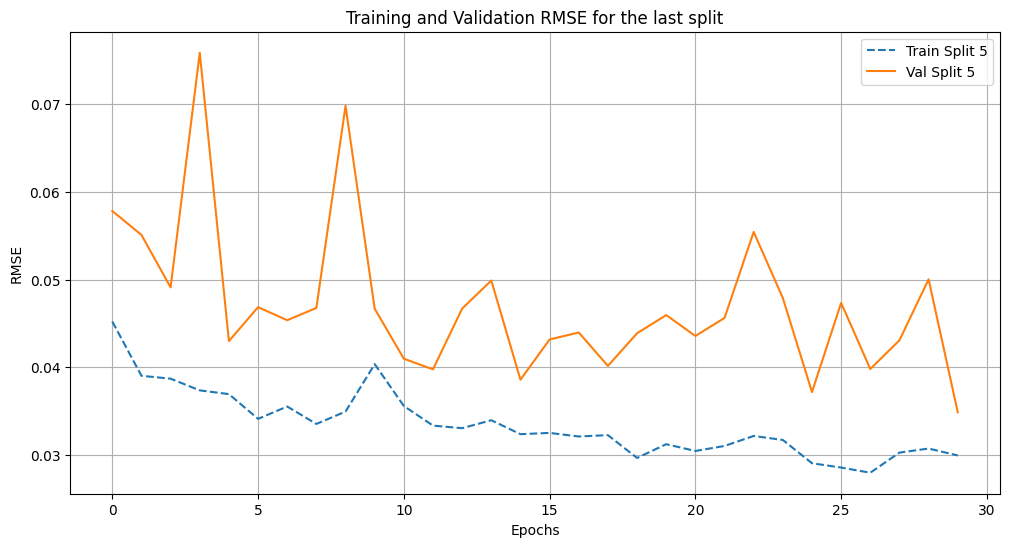 Training and Validation RMSE for the last split
Train Split 5
Val Split 5
0.07
0.06
0.05
0.04
0.03
RMSE
0 5 10 15 20 25 30
Epochs